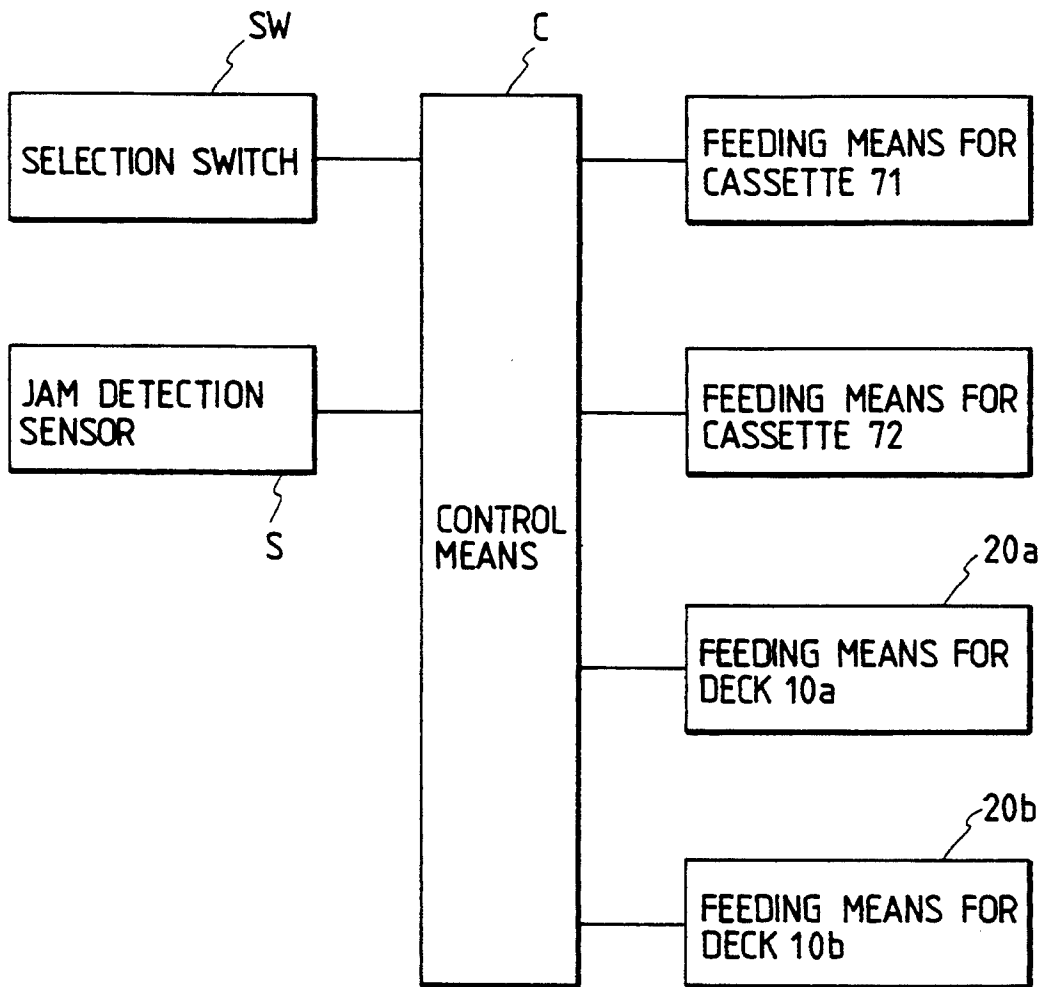 SW
C
SELECTION SWITCH
FEEDING MEANS FOR
CASSETTE 71
JAM DETECTION
SENSOR
S
FEEDING MEANS FOR
CASSETTE 72
CONTROL
MEANS
20a
FEEDING MEANS FOR
DECK 10a
20b
FEEDING MEANS FOR
DECK 10b